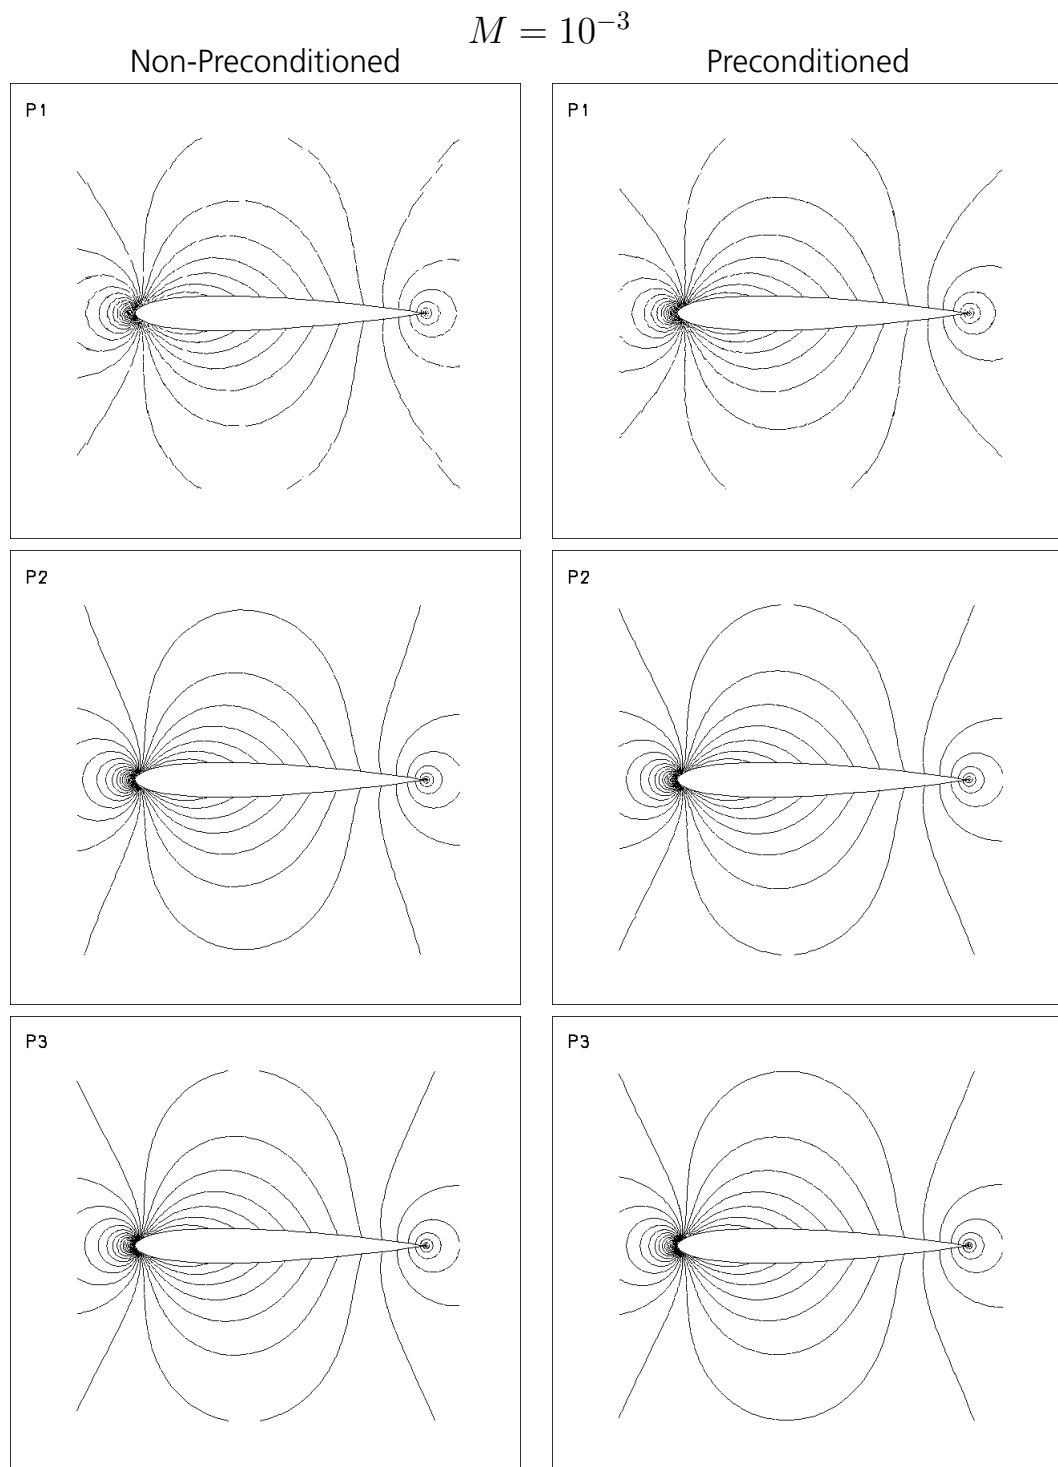 M = 10⁻³
Non-Preconditioned Preconditioned
P1 P1
P2 P2
P3 P3